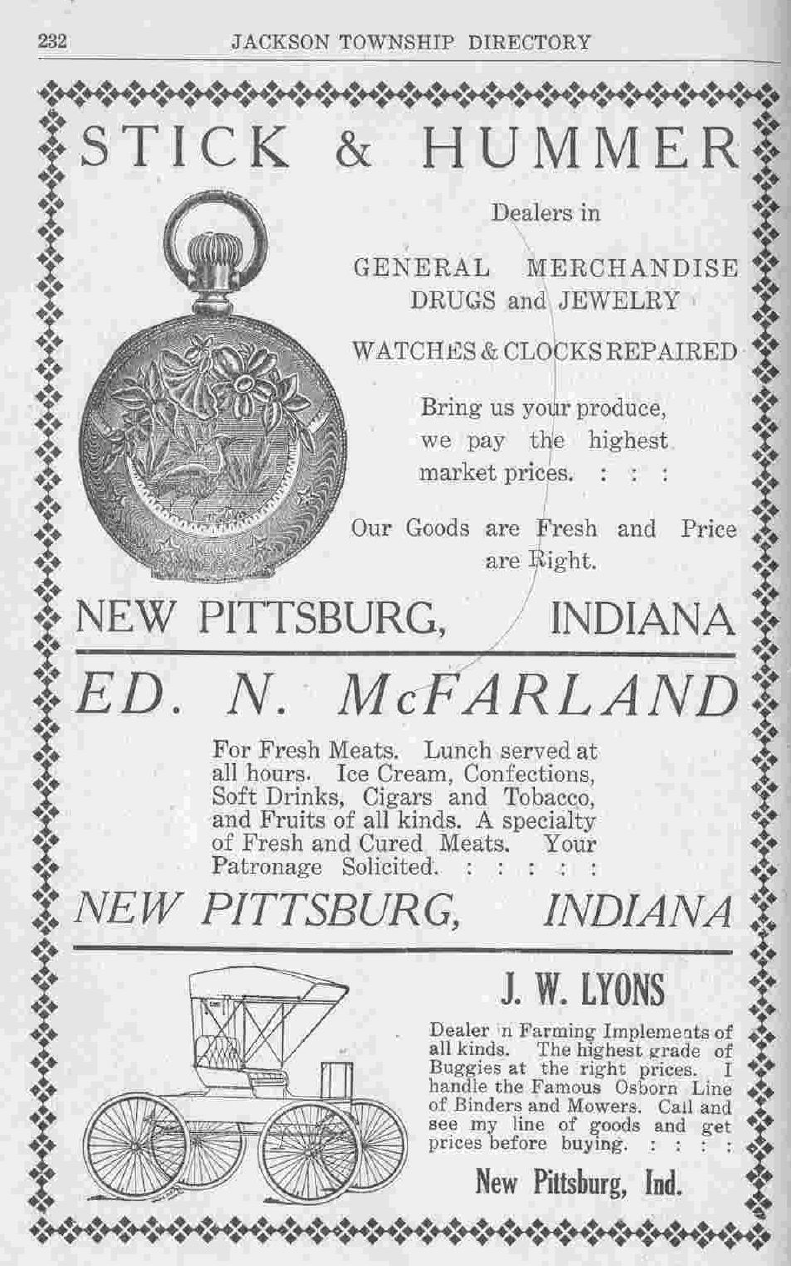 232 JACKSON TOWNSHIP DIRECTORY
STICK & HUMMER
Dealers in
GENERAL MERCHANDISE
DRUGS and JEWELRY
WATCHES & CLOCKS REPAIRED
Bring us your produce,
we pay the highest
market prices. : : :
Our Goods are Fresh and Price
are Right.
NEW PITTSBURG, INDIANA
ED. N. McFARLAND
For Fresh Meats. Lunch served at
all hours. Ice Cream, Confections,
Soft Drinks, Cigars and Tobacco,
and Fruits of all kinds. A specialty
of Fresh and Cured Meats. Your
Patronage Solicited. : : : : :
NEW PITTSBURG, INDIANA
J. W. LYONS
Dealer in Farming Implements of
all kinds. The highest grade of
Buggies at the right prices. I
handle the Famous Osborn Line
of Binders and Mowers. Call and
see my line of goods and get
prices before buying. : : : :
New Pittsburg, Ind.